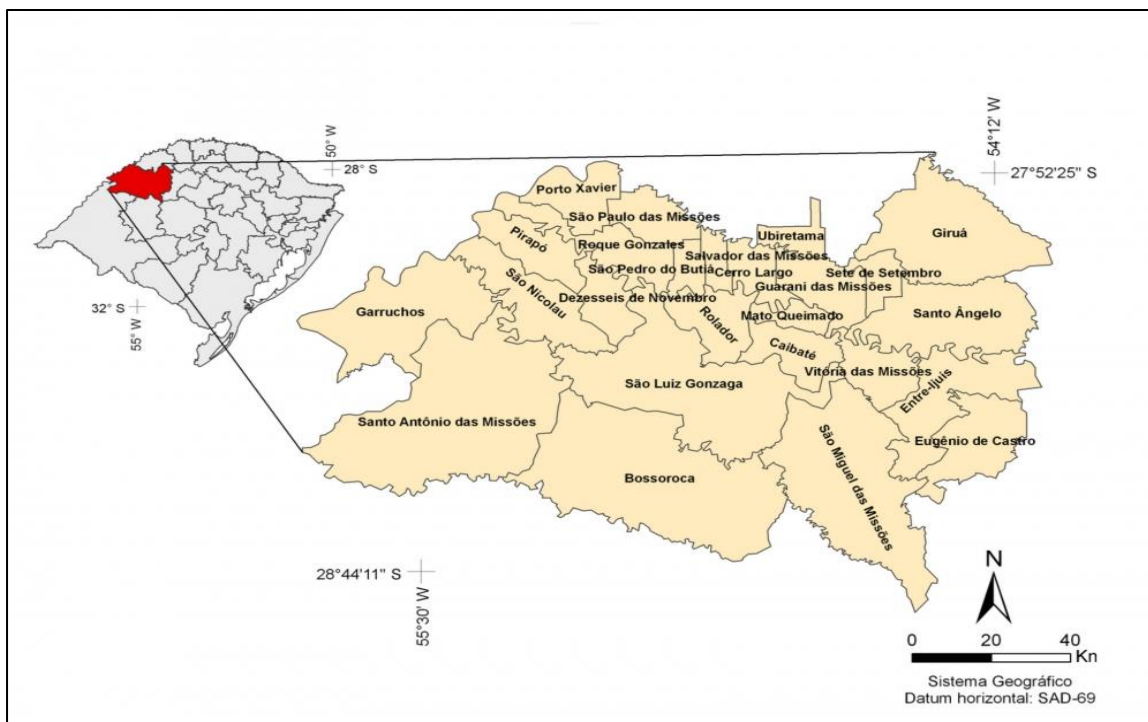 50° W
28° S
32° S
55° W
54°12' W
27°52'25" S
Porto Xavier
São Paulo das Missões
Pirapó
Roque Gonzales
Ubiretama
Salvador das Missões
Giruá
São Pedro do Butiá
Cerro Largo
Sete de Setembro
Guarani das Missões
São Nicolau
Dezesseis de Novembro
Garruchos
Rolador
Mato Queimado
Santo Ângelo
Caibaté
Vitória das Missões
São Luiz Gonzaga
Entre-Ijuis
Santo Antônio das Missões
Eugênio de Castro
Bossoroca
São Miguel das Missões
28°44'11" S
55°30' W
N
0 20 40
Kn
Sistema Geográfico
Datum horizontal: SAD-69